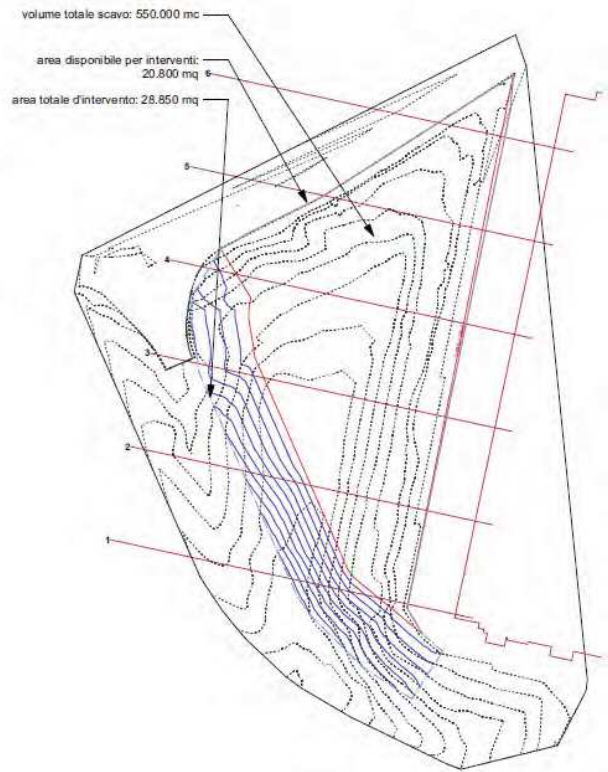 volume totale scavo: 550.000 mc
area disponibile per interventi:
20.800 mq
6
area totale d'intervento: 28.850 mq
5
4
3
2
1